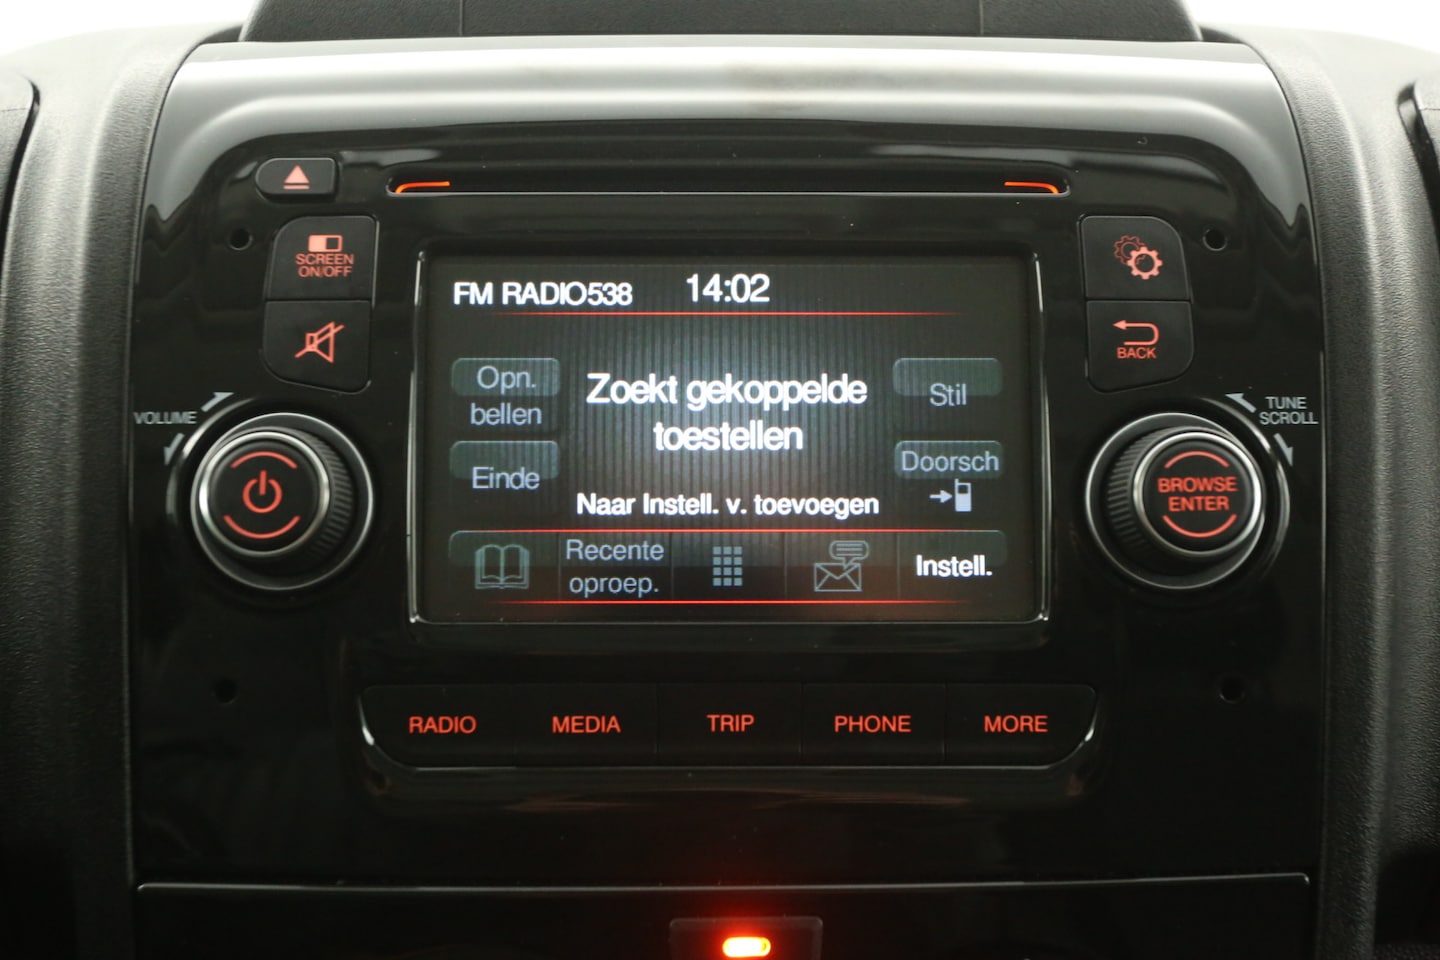 SCREEN
ON/OFF
VOLUME
FM RADIO538 14:02
Opn.
bellen
Zoekt gekoppelde
toestellen
Stil
Einde
Doorsch
Naar Instell. v. toevoegen
Recente
oproep.
Instell.
BACK
TUNE
SCROLL
BROWSE
ENTER
RADIO MEDIA TRIP PHONE MORE